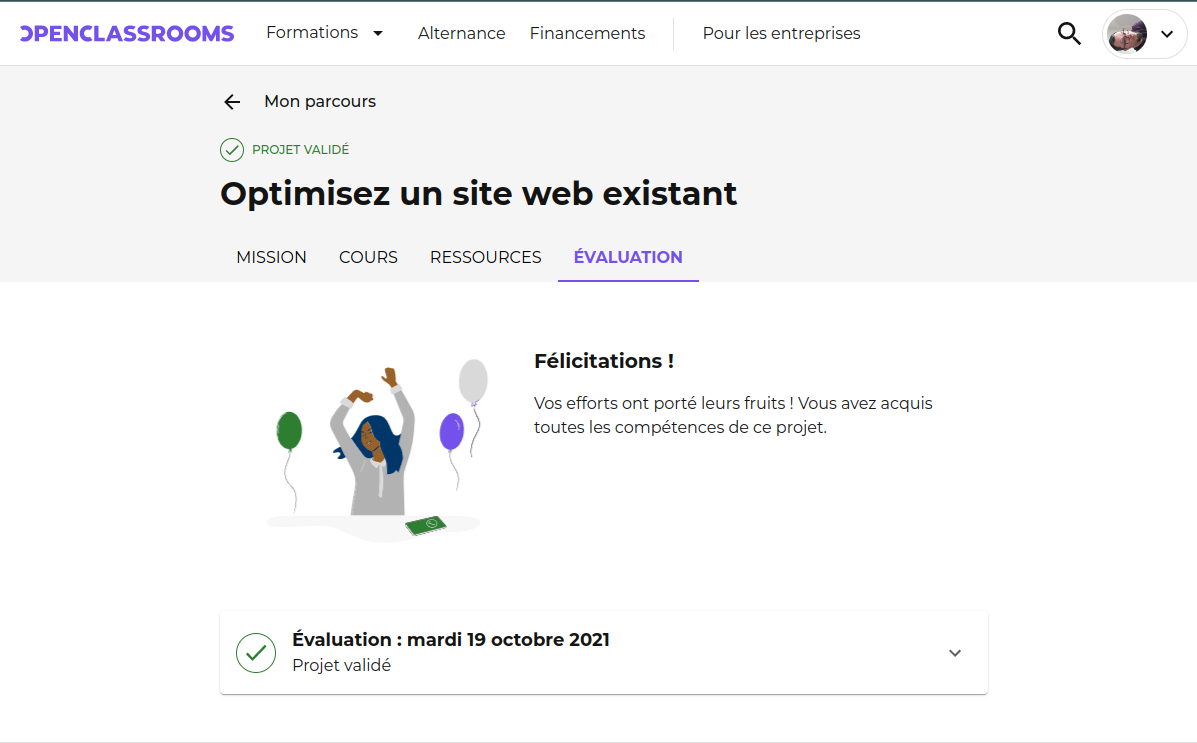 OPENCLASSROOMS Formations Alternance Financements Pour les entreprises
Mon parcours
PROJET VALIDÉ
Optimisez un site web existant
MISSION COURS RESSOURCES ÉVALUATION
Félicitations !
Vos efforts ont porté leurs fruits ! Vous avez acquis
toutes les compétences de ce projet.
Évaluation : mardi 19 octobre 2021
Projet validé